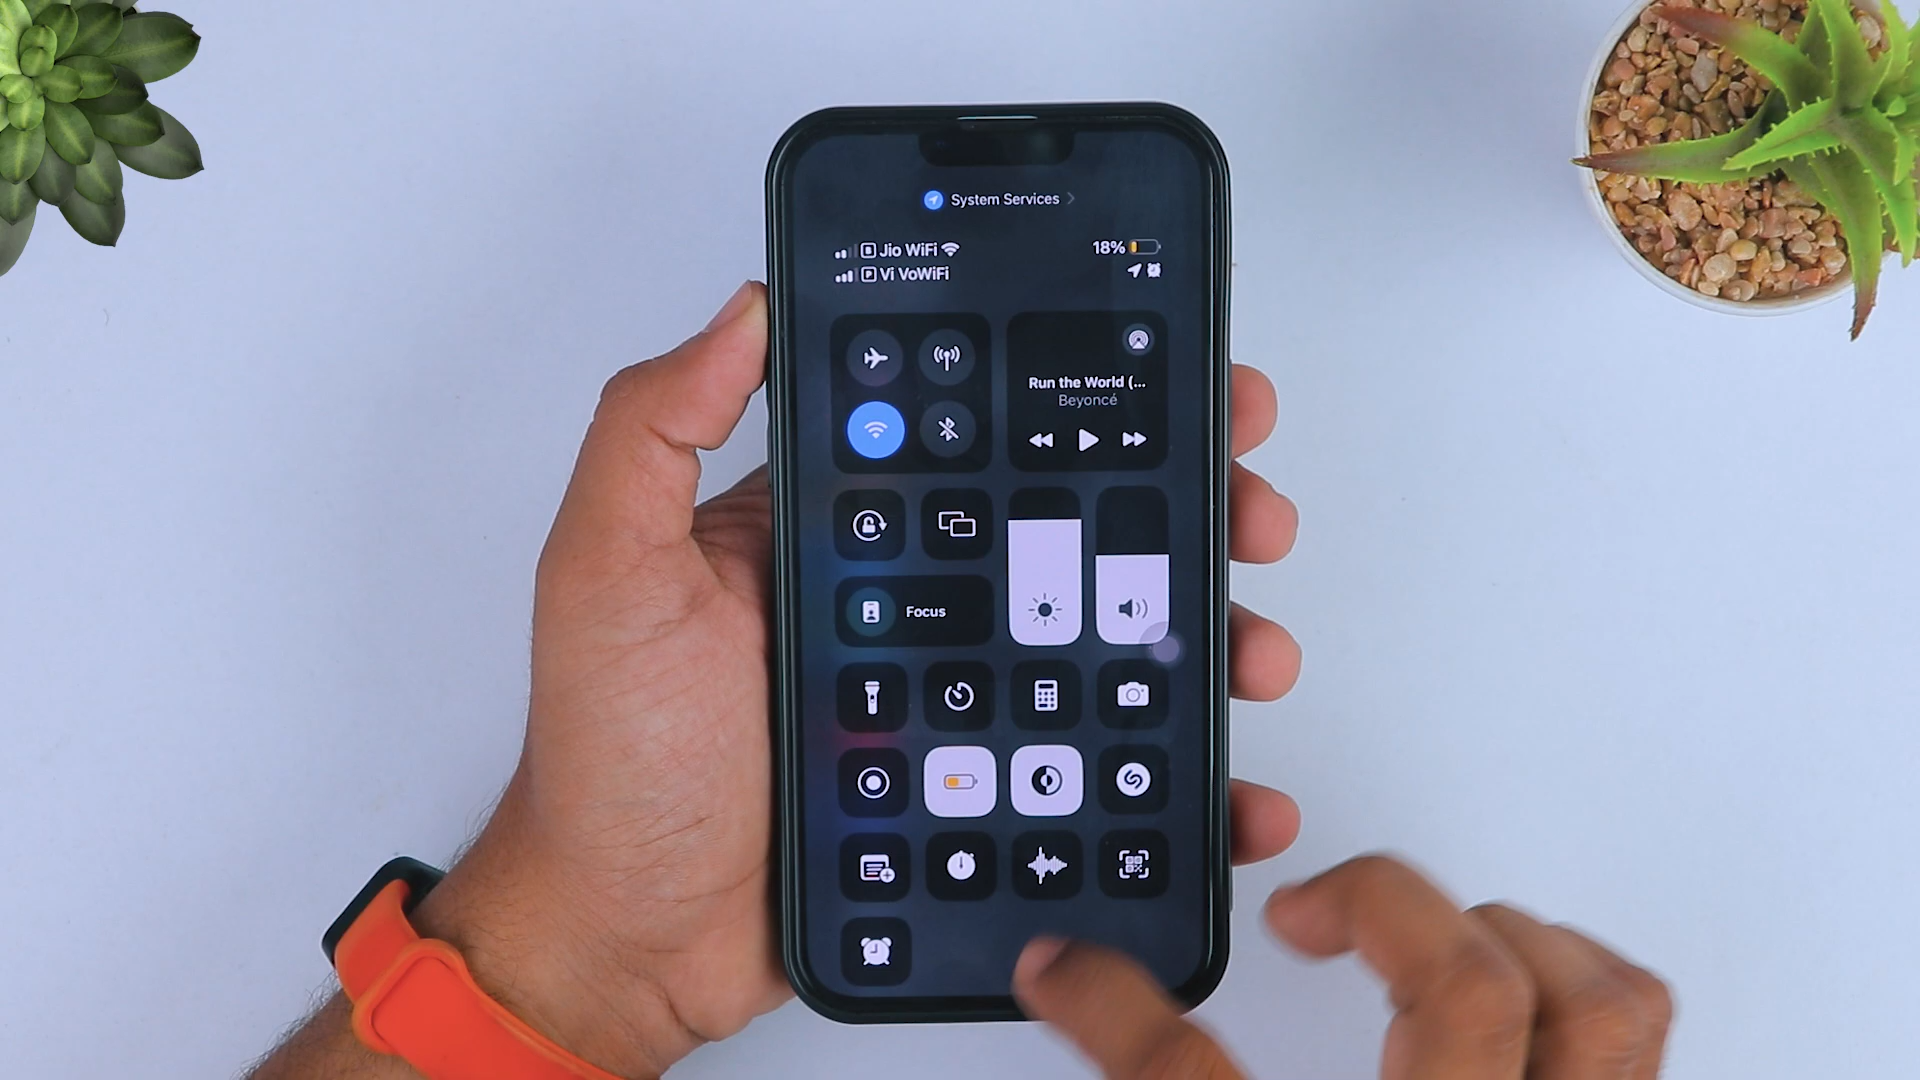 System Services
B Jio WiFi
18%
P Vi VoWiFi
Run the World (...
Beyoncé
Focus